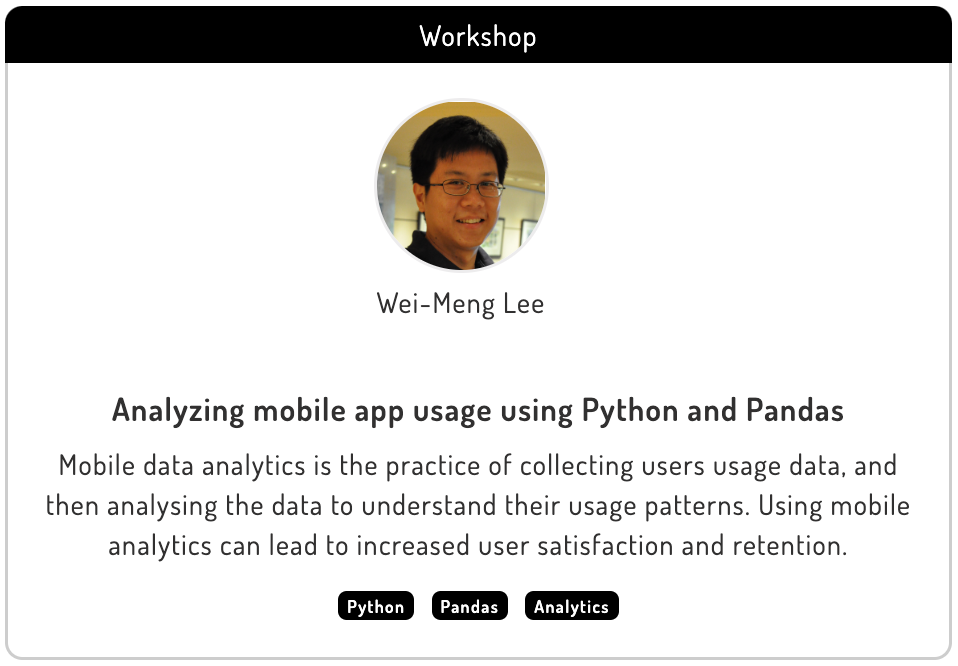 Workshop
Wei-Meng Lee
Analyzing mobile app usage using Python and Pandas
Mobile data analytics is the practice of collecting users usage data, and
then analysing the data to understand their usage patterns. Using mobile
analytics can lead to increased user satisfaction and retention.
Python Pandas Analytics